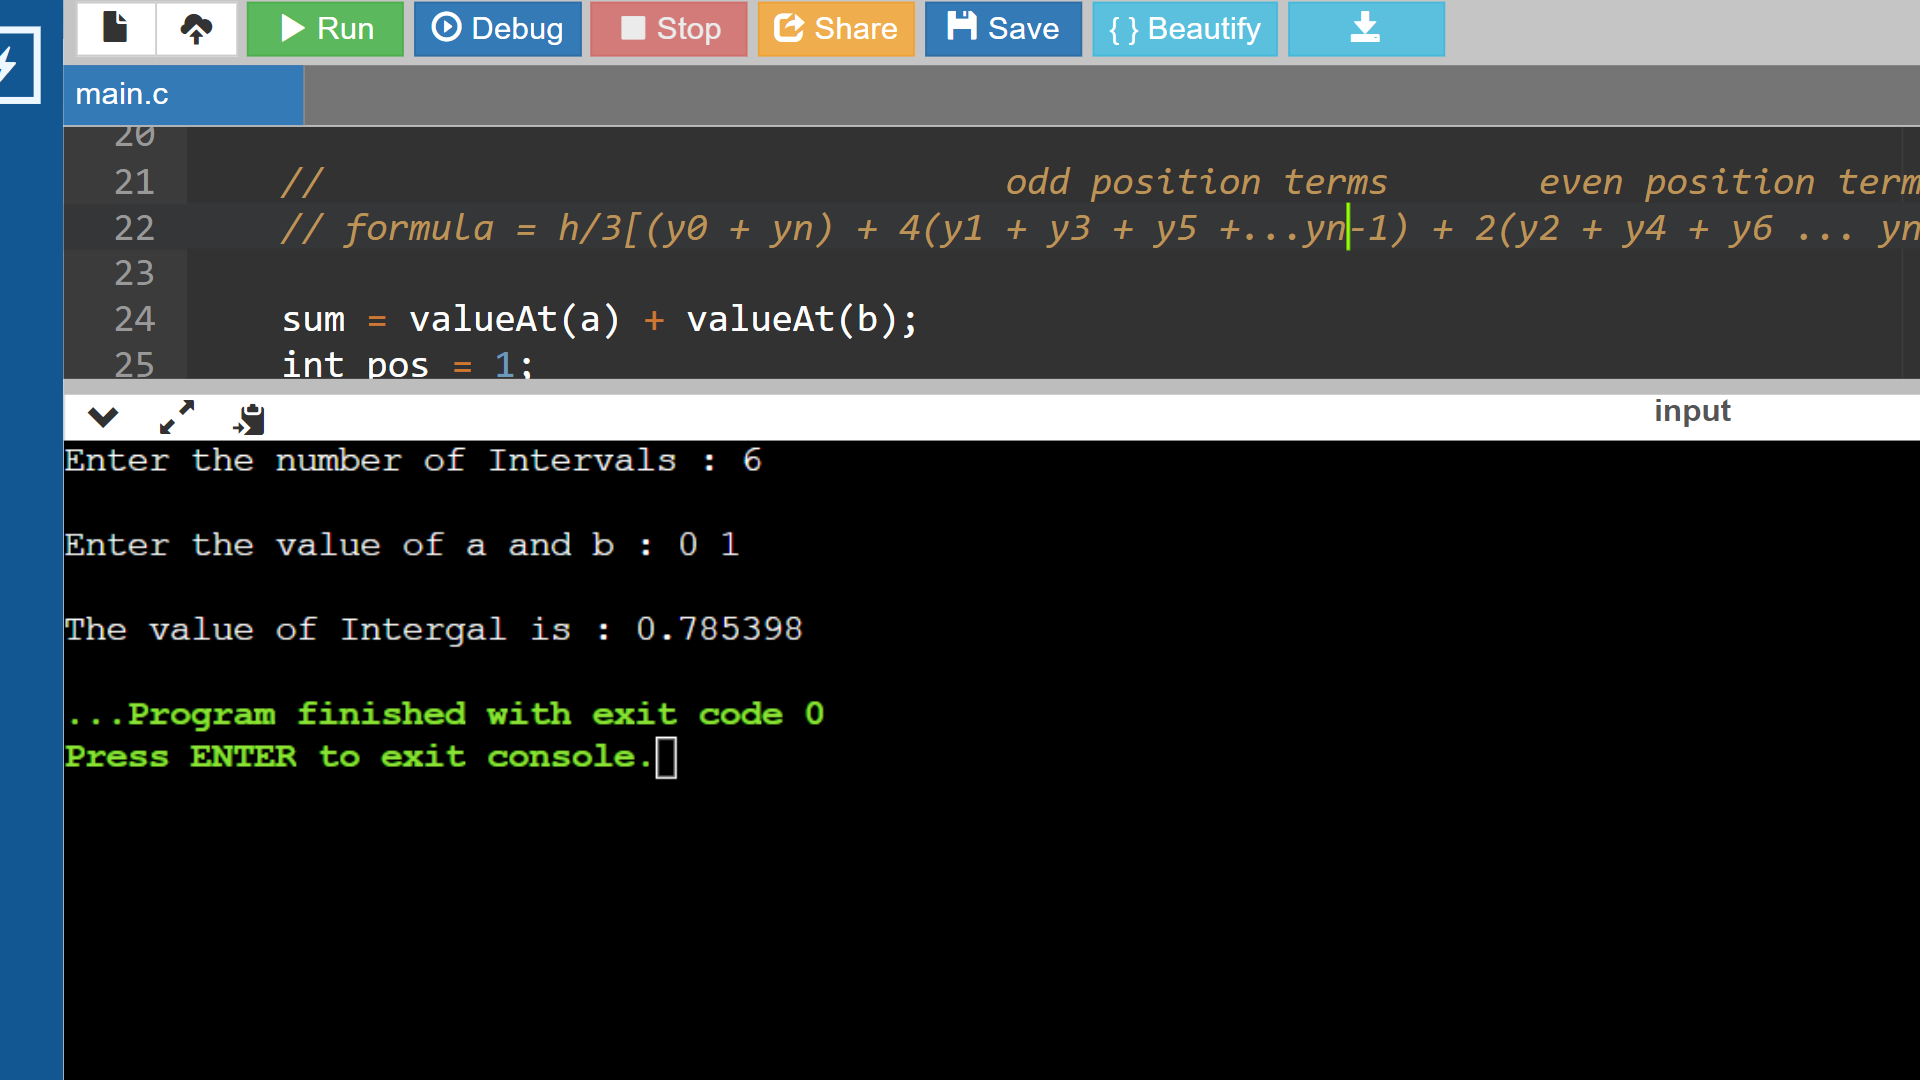 Run Debug Stop Share Save { } Beautify
main.c
20
21 // odd position terms even position term
22 // formula = h/3[(y0 + yn) + 4(y1 + y3 + y5 +...yn-1) + 2(y2 + y4 + y6 ... yn
23
24 sum = valueAt(a) + valueAt(b);
25 int pos = 1;
input
Enter the number of Intervals : 6
Enter the value of a and b : 0 1
The value of Intergal is : 0.785398
...Program finished with exit code 0
Press ENTER to exit console.